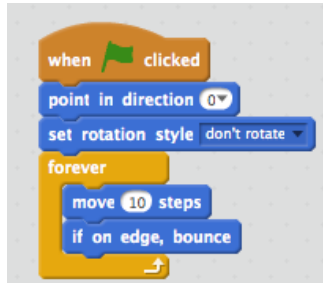 when clicked
point in direction 0
set rotation style don't rotate
forever
move 10 steps
if on edge, bounce